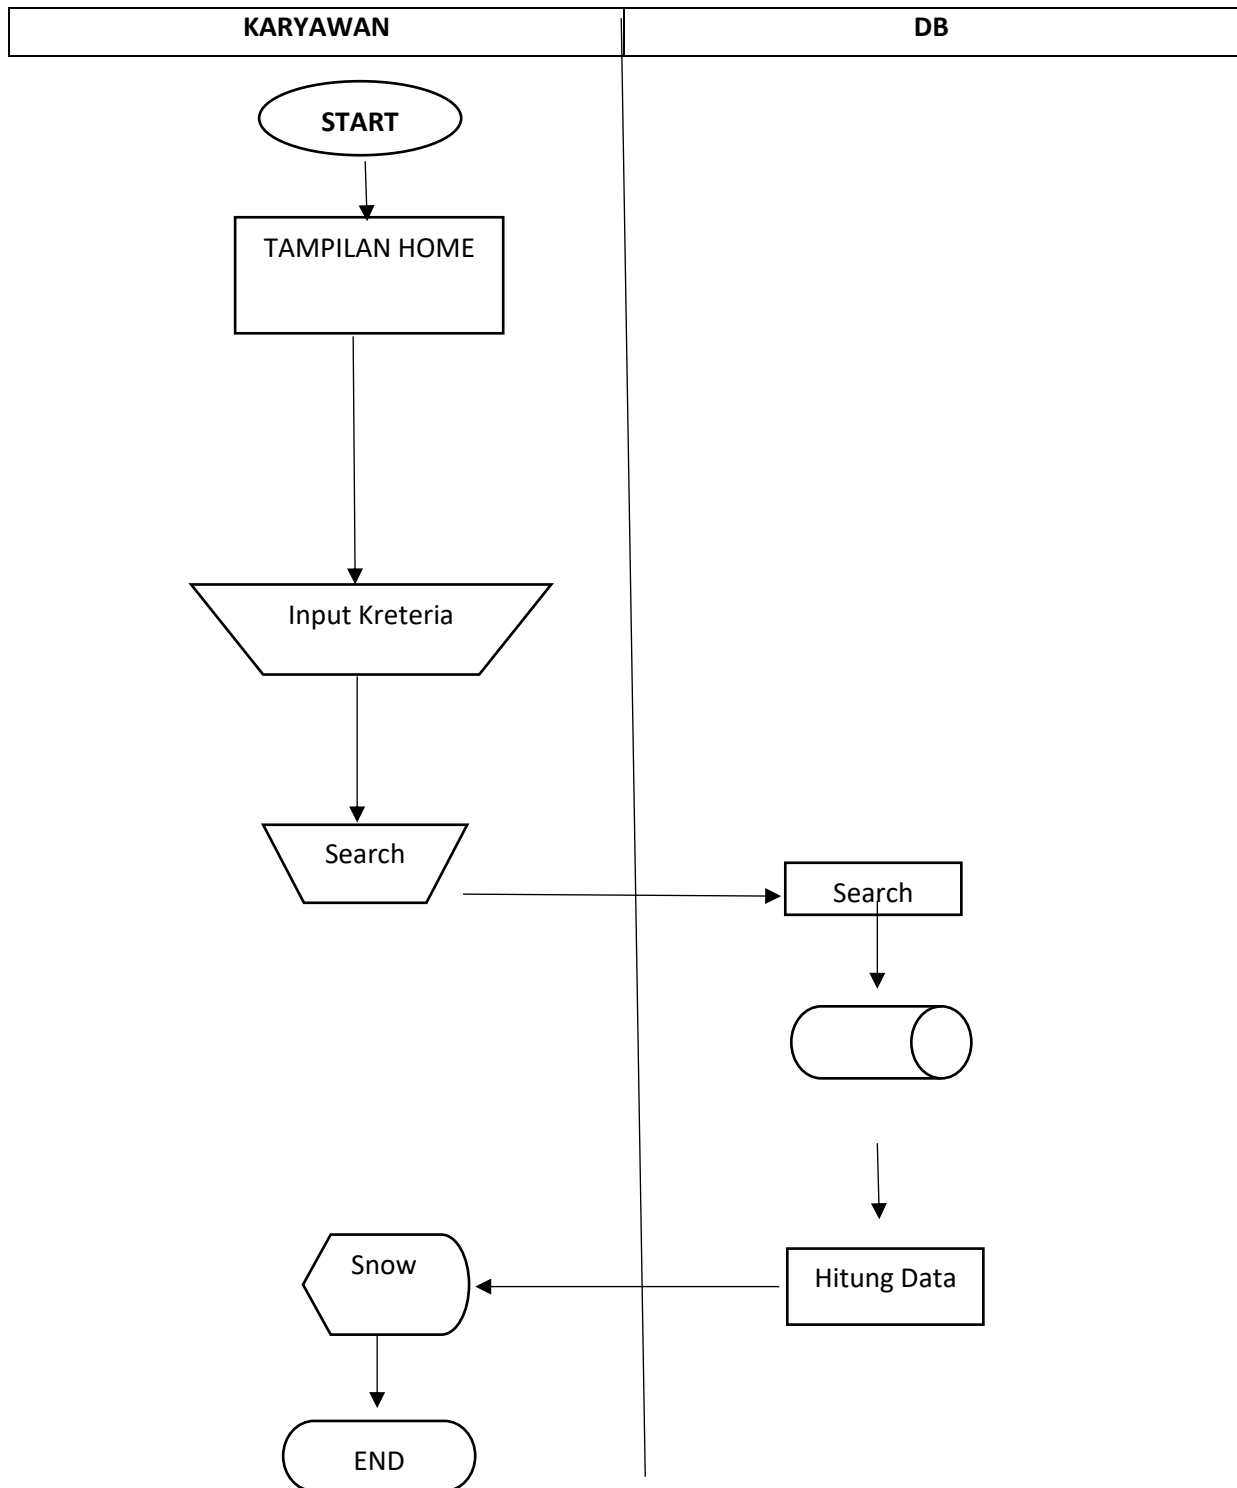 KARYAWAN
DB
START
TAMPILAN HOME
Input Kreteria
Search
Search
Snow
Hitung Data
END